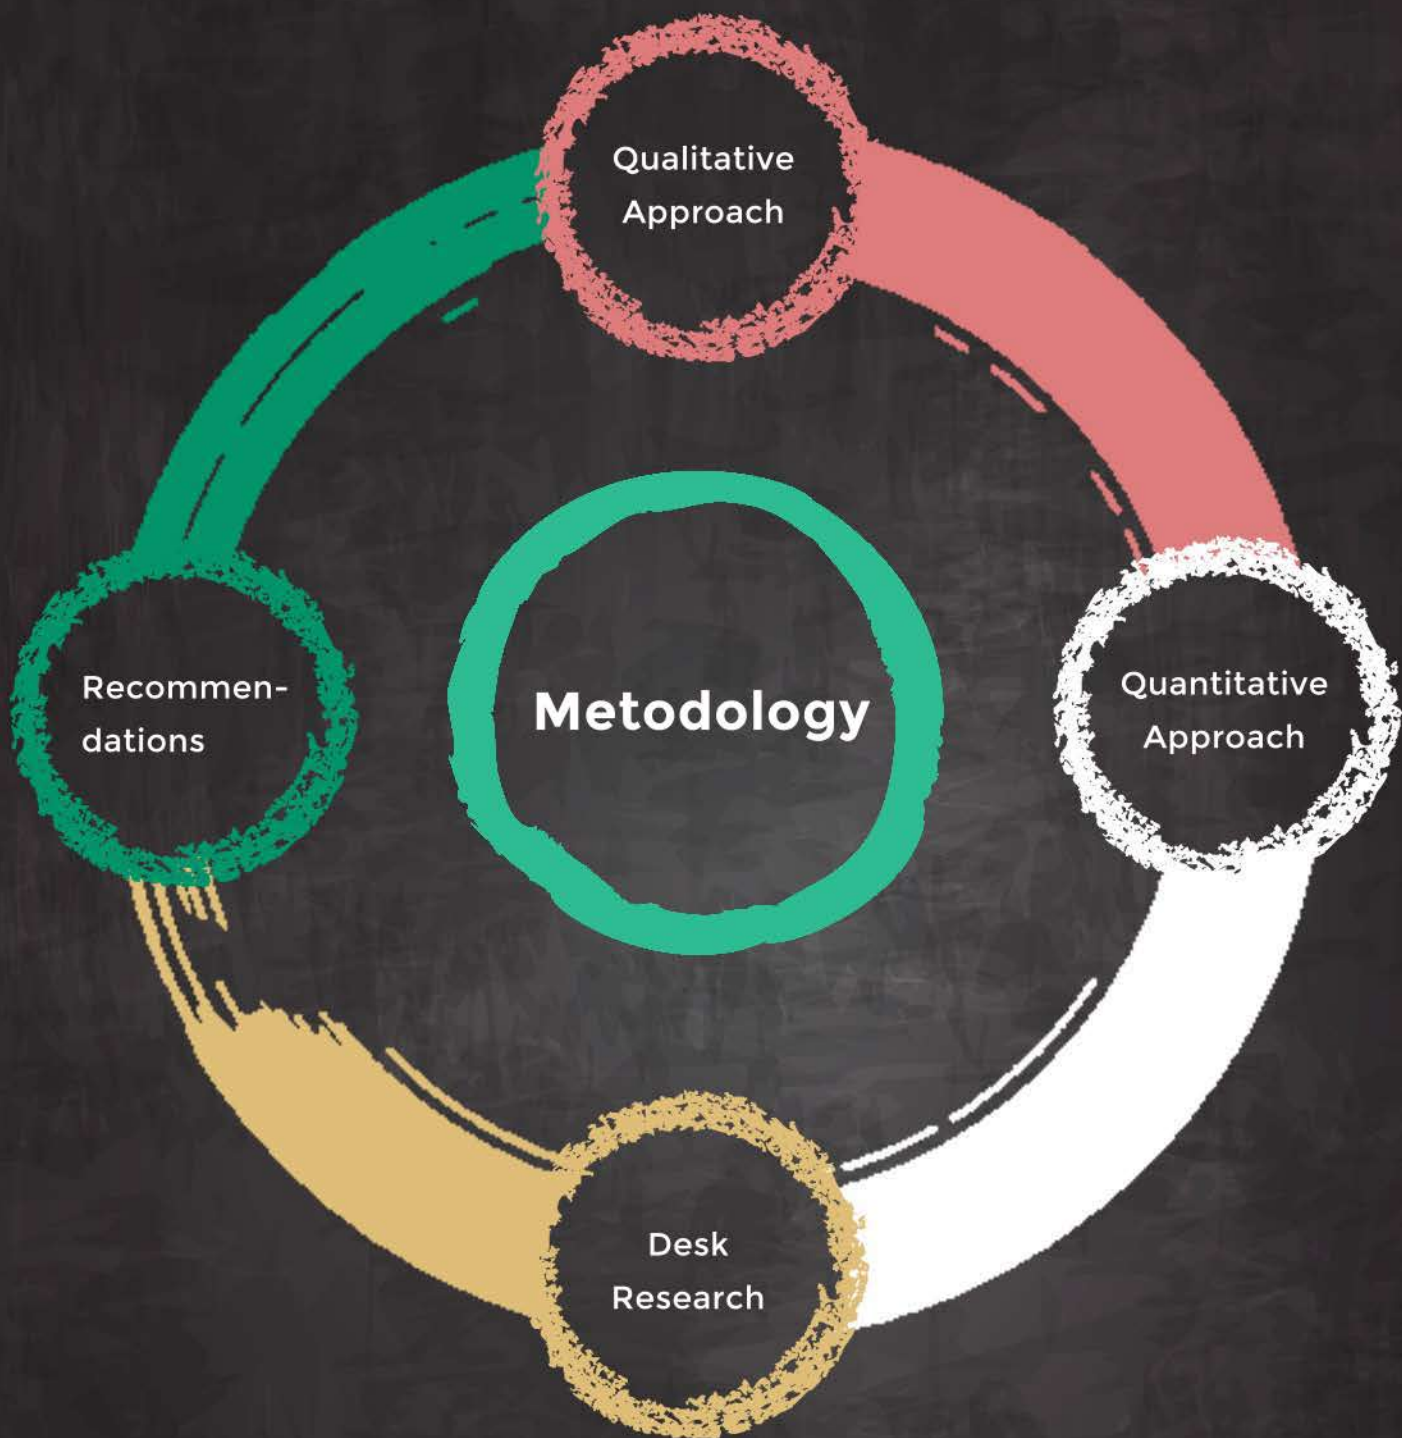 Qualitative
Approach
Recommen-
dations
Metodology
Quantitative
Approach
Desk
Research